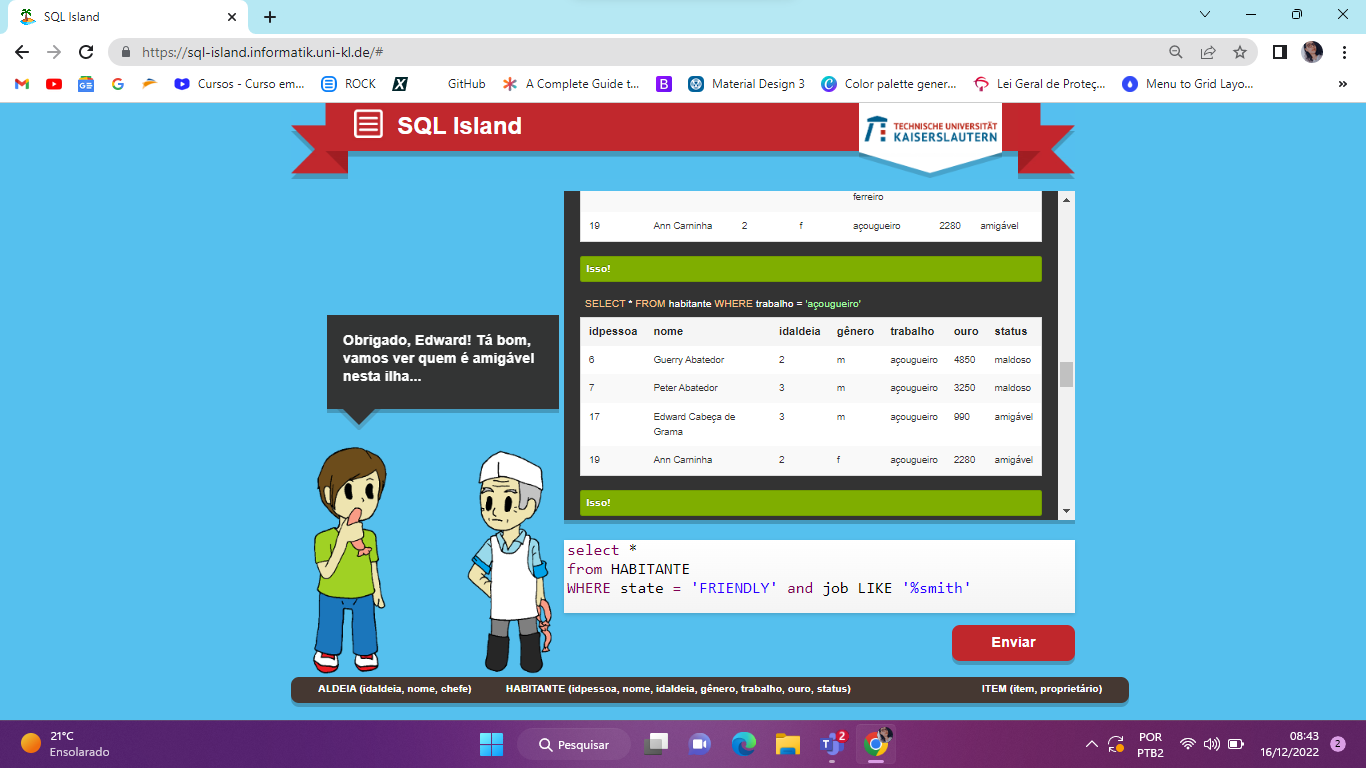 SQL Island
https://sql-island.informatik.uni-kl.de/#
Cursos - Curso em...
ROCK
GitHub
A Complete Guide t...
B
Material Design 3
Color palette gener...
Lei Geral de Proteç...
Menu to Grid Layo...
»
SQL Island
TECHNISCHE UNIVERSITÄT
KAISERSLAUTERN
ferreiro
19 Ann Caminha 2 f açougueiro 2280 amigável
Isso!
SELECT * FROM habitante WHERE trabalho = 'açougueiro'
idpessoa nome idaldeia gênero trabalho ouro status
6 Guerry Abatedor 2 m açougueiro 4850 maldoso
7 Peter Abatedor 3 m açougueiro 3250 maldoso
17 Edward Cabeça de 3 m açougueiro 990 amigável
Grama
19 Ann Caminha 2 f açougueiro 2280 amigável
Isso!
Obrigado, Edward! Tá bom,
vamos ver quem é amigável
nesta ilha...
select *
from HABITANTE
WHERE state = 'FRIENDLY' and job LIKE '%smith'
Enviar
ALDEIA (idaldeia, nome, chefe) HABITANTE (idpessoa, nome, idaldeia, gênero, trabalho, ouro, status) ITEM (item, proprietário)
21°C
Ensolarado
Pesquisar
2
POR
PTB2
08:43
16/12/2022
2